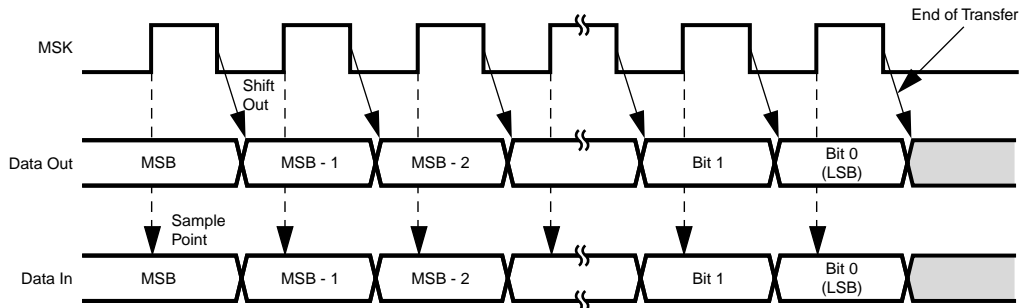 End of Transfer
MSK
Shift
Out
Data Out
MSB
MSB - 1
MSB - 2
Bit 1
Bit 0
(LSB)
Sample
Point
Data In
MSB
MSB - 1
MSB - 2
Bit 1
Bit 0
(LSB)